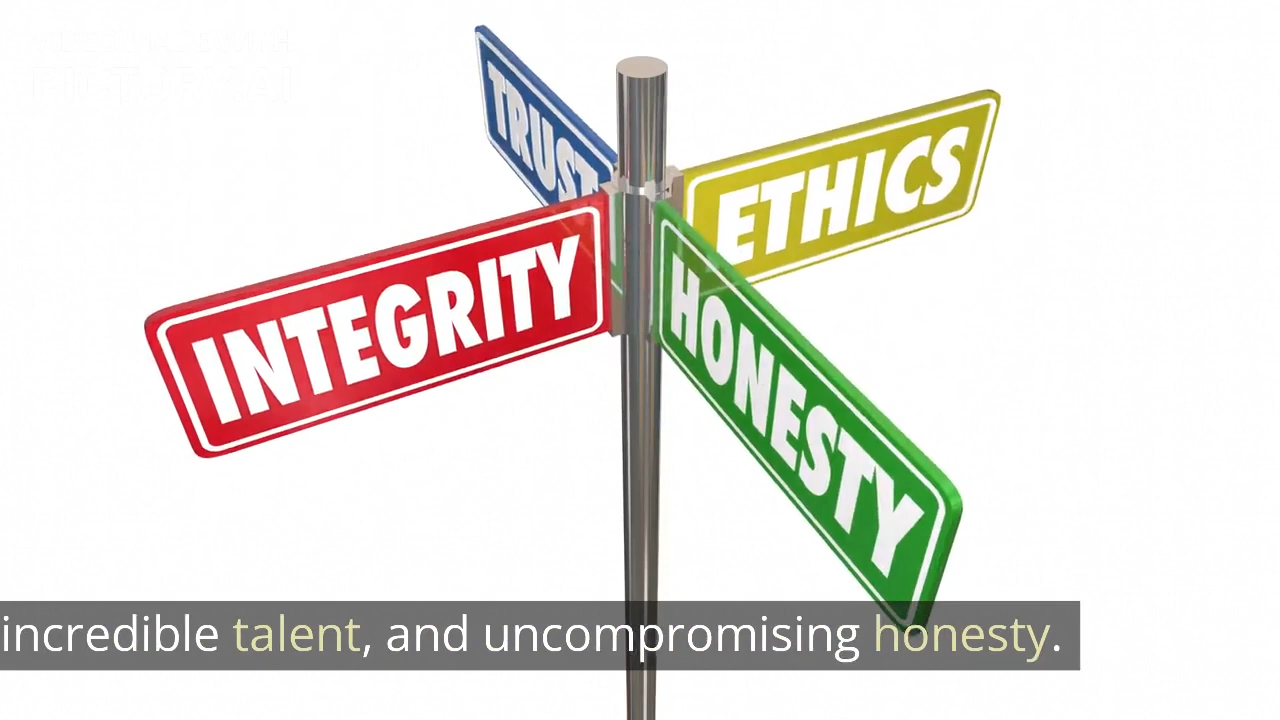 TRUST
ETHICS
INTEGRITY
HONESTY
incredible talent, and uncompromising honesty.